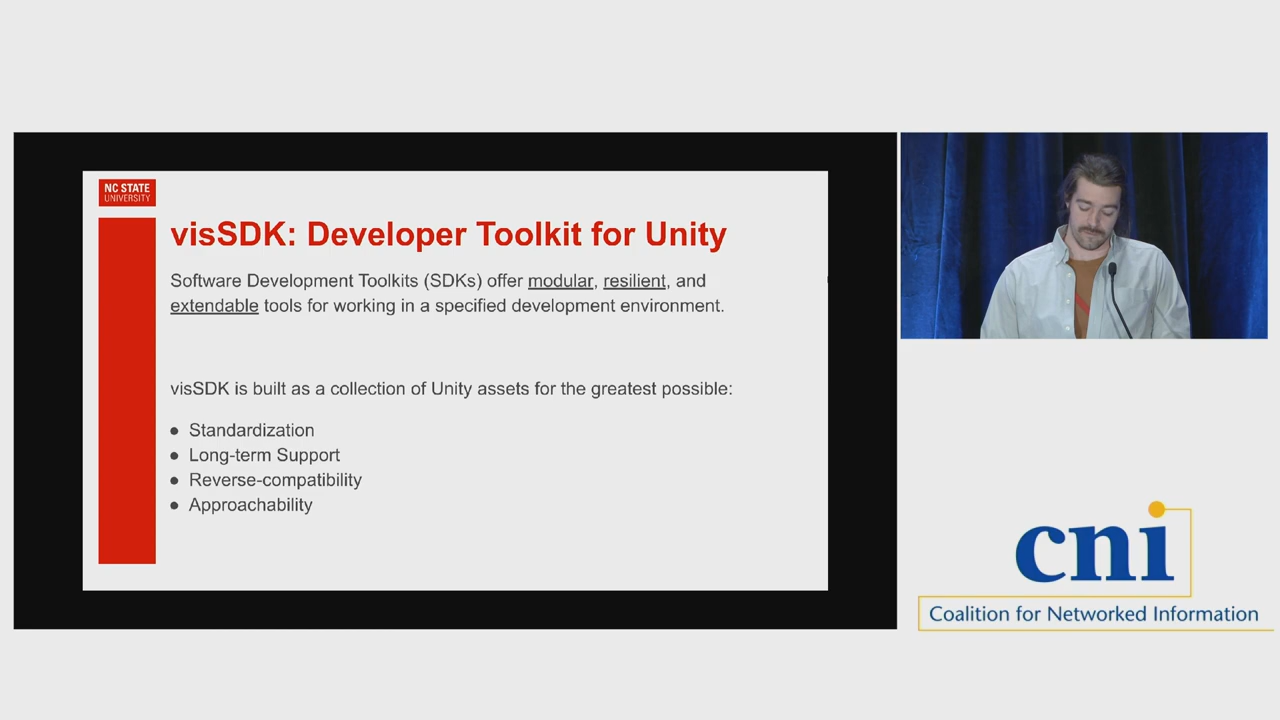 NC STATE
UNIVERSITY
visSDK: Developer Toolkit for Unity
Software Development Toolkits (SDKs) offer modular, resilient, and
extendable tools for working in a specified development environment.
visSDK is built as a collection of Unity assets for the greatest possible:
● Standardization
● Long-term Support
● Reverse-compatibility
● Approachability
cni
Coalition for Networked Information